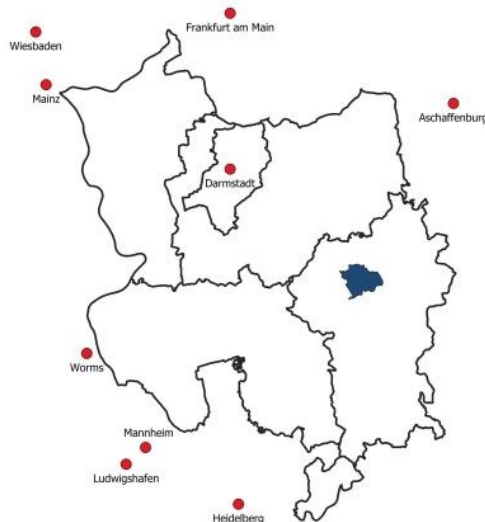 Frankfurt am Main
Wiesbaden
Mainz
Aschaffenburg
Darmstadt
Worms
Mannheim
Ludwigshafen
Heidelberg